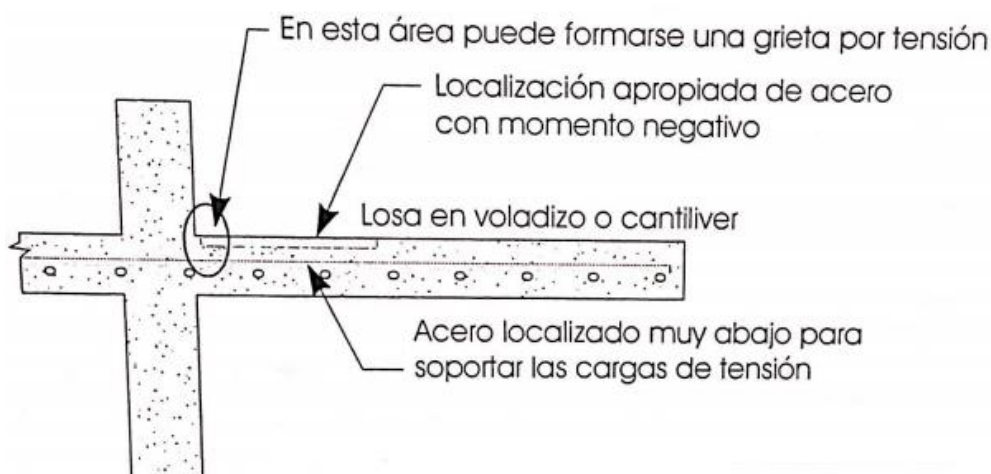 En esta área puede formarse una grieta por tensión
Localización apropiada de acero
con momento negativo
Losa en voladizo o cantiliver
Acero localizado muy abajo para
soportar las cargas de tensión